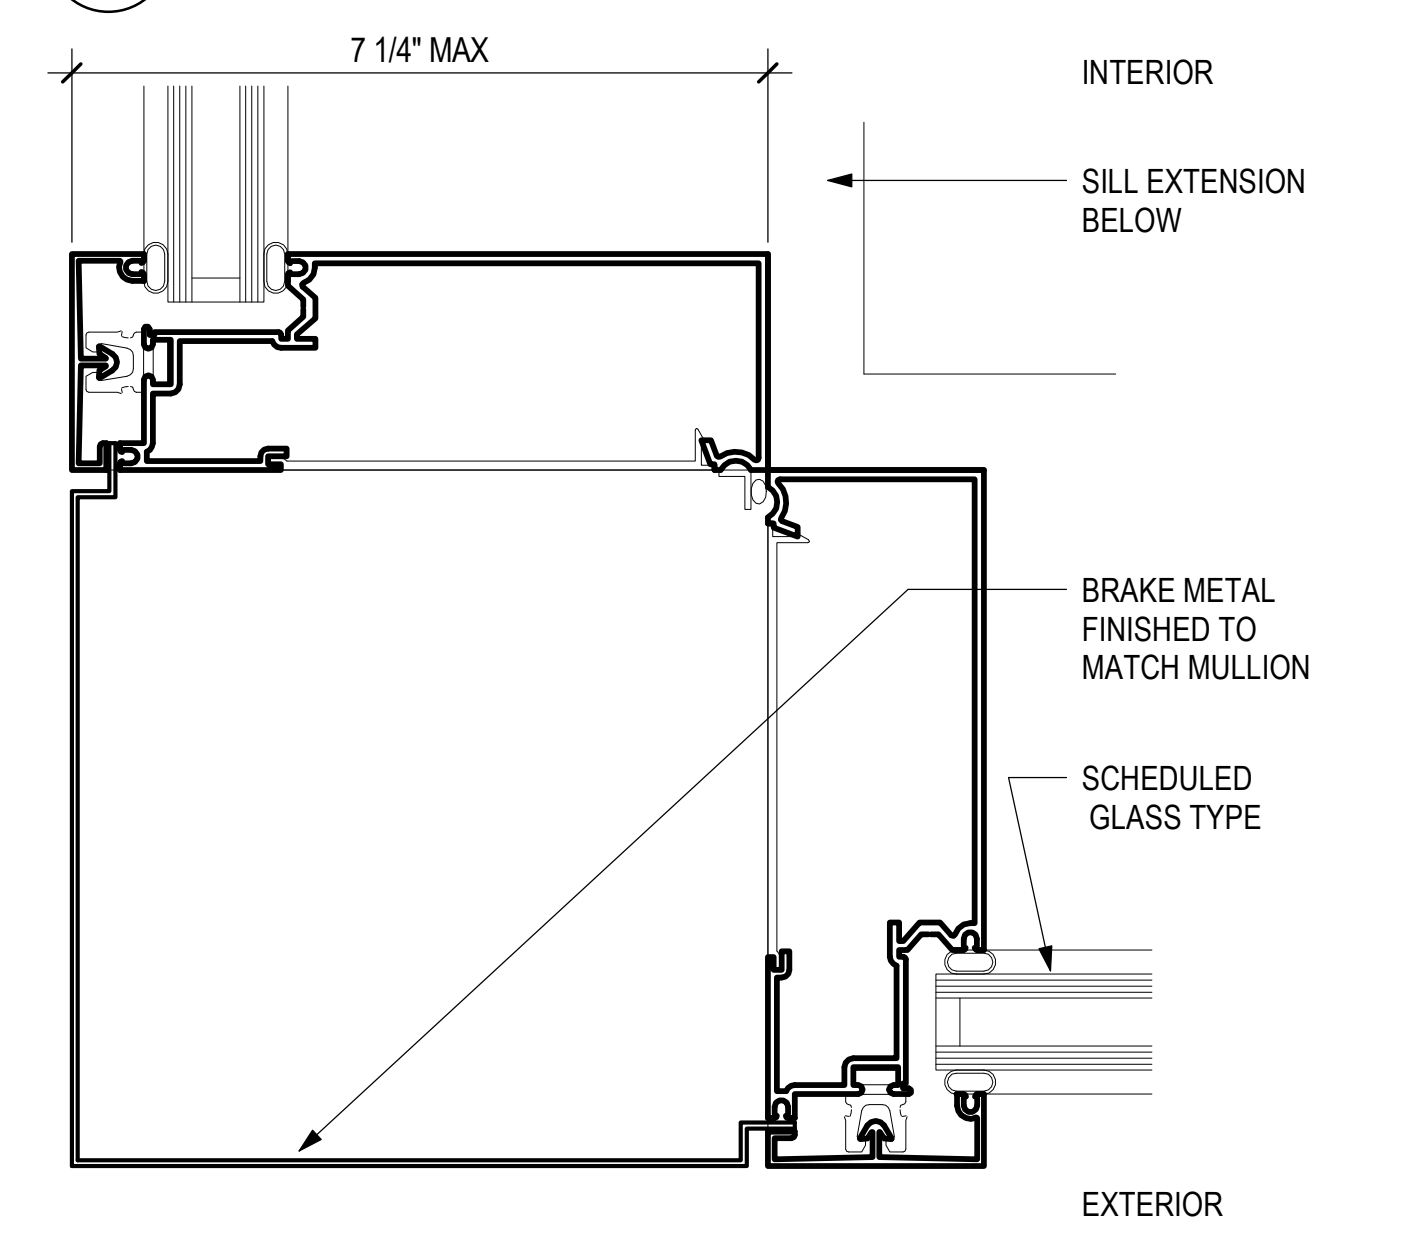 7 1/4" MAX
INTERIOR
SILL EXTENSION
BELOW
BRAKE METAL
FINISHED TO
MATCH MULLION
SCHEDULED
GLASS TYPE
EXTERIOR